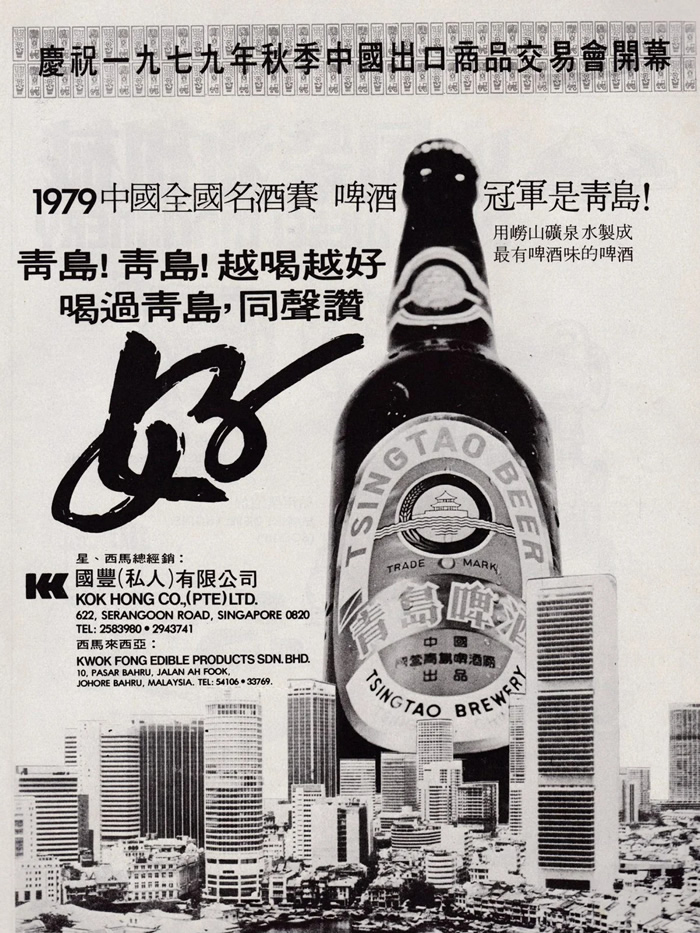 慶祝一九七九年秋季中國出口商品交易會開幕
1979中國全國名酒賽 啤酒冠軍是靑島!
用嶗山礦泉水製成
最有啤酒味的啤酒
靑島!靑島!越喝越好
喝過靑島,同聲讚
好
TSINGTAO BEER
TRADE MARK
靑島啤酒
中國
出品
TSINGTAO BREWERY
星、西馬總經銷:
國豐(私人)有限公司
KOK HONG CO.,(PTE) LTD.
622, SERANGOON ROAD, SINGAPORE 0820
TEL: 2583980 • 2943741
西馬來西亞:
KWOK FONG EDIBLE PRODUCTS SDN. BHD.
10, PASAR BAHRU, JALAN AH FOOK,
JOHORE BAHRU, MALAYSIA. TEL: 54106 • 33769.